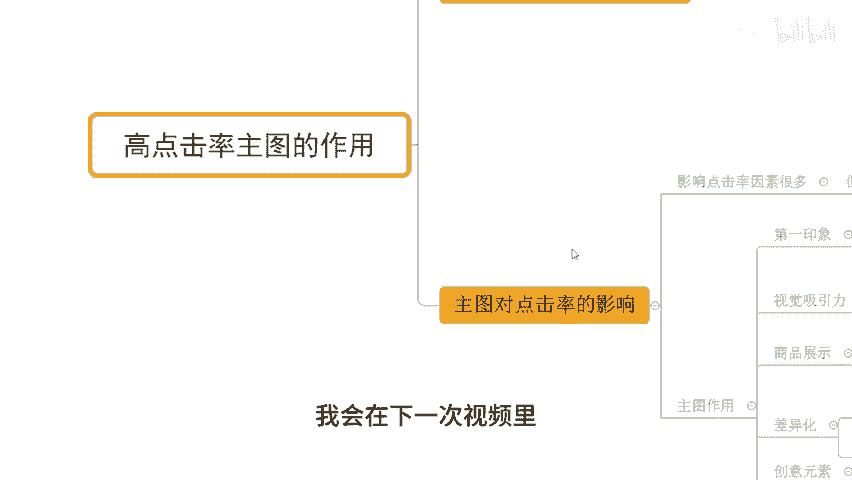 bilibili
高点击率主图的作用
影响点击率因素很多
第一印象
主图对点击率的影响
视觉吸引力
商品展示
主图作用
差异化
创意元素
我会在下一次视频里